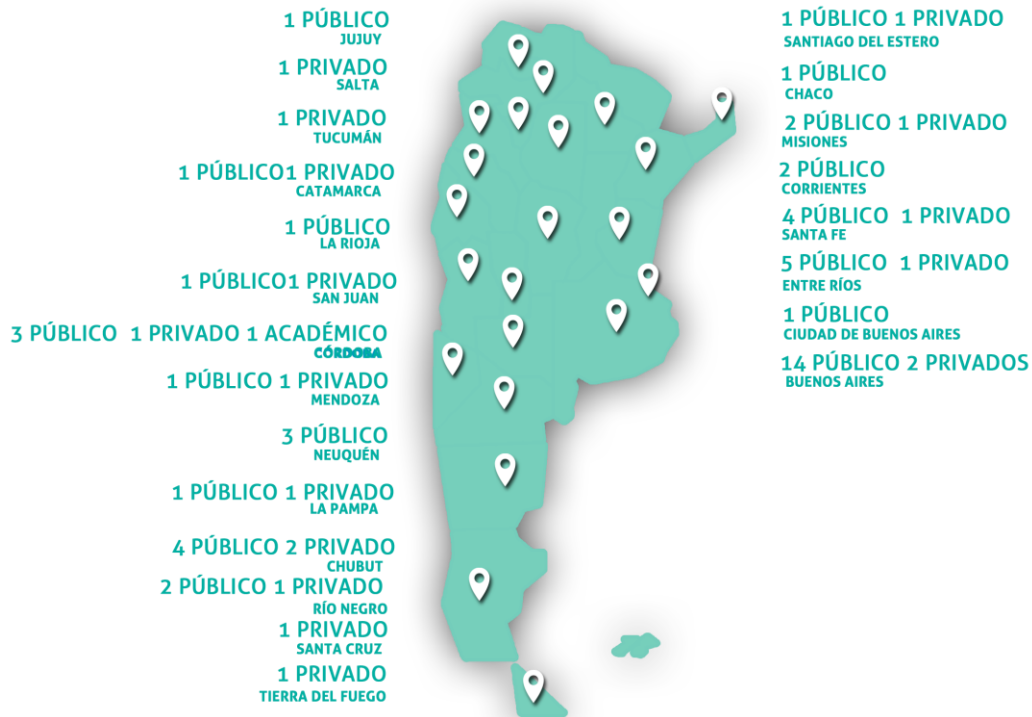 1 PÚBLICO
JUJUY
1 PRIVADO
SALTA
1 PRIVADO
TUCUMÁN
1 PÚBLICO1 PRIVADO
CATAMARCA
1 PÚBLICO
LA RIOJA
1 PÚBLICO1 PRIVADO
SAN JUAN
3 PÚBLICO 1 PRIVADO 1 ACADÉMICO
CÓRDOBA
1 PÚBLICO 1 PRIVADO
MENDOZA
3 PÚBLICO
NEUQUÉN
1 PÚBLICO 1 PRIVADO
LA PAMPA
4 PÚBLICO 2 PRIVADO
CHUBUT
2 PÚBLICO 1 PRIVADO
RÍO NEGRO
1 PRIVADO
SANTA CRUZ
1 PRIVADO
TIERRA DEL FUEGO
1 PÚBLICO 1 PRIVADO
SANTIAGO DEL ESTERO
1 PÚBLICO
CHACO
2 PÚBLICO 1 PRIVADO
MISIONES
2 PÚBLICO
CORRIENTES
4 PÚBLICO 1 PRIVADO
SANTA FE
5 PÚBLICO 1 PRIVADO
ENTRE RÍOS
1 PÚBLICO
CIUDAD DE BUENOS AIRES
14 PÚBLICO 2 PRIVADOS
BUENOS AIRES